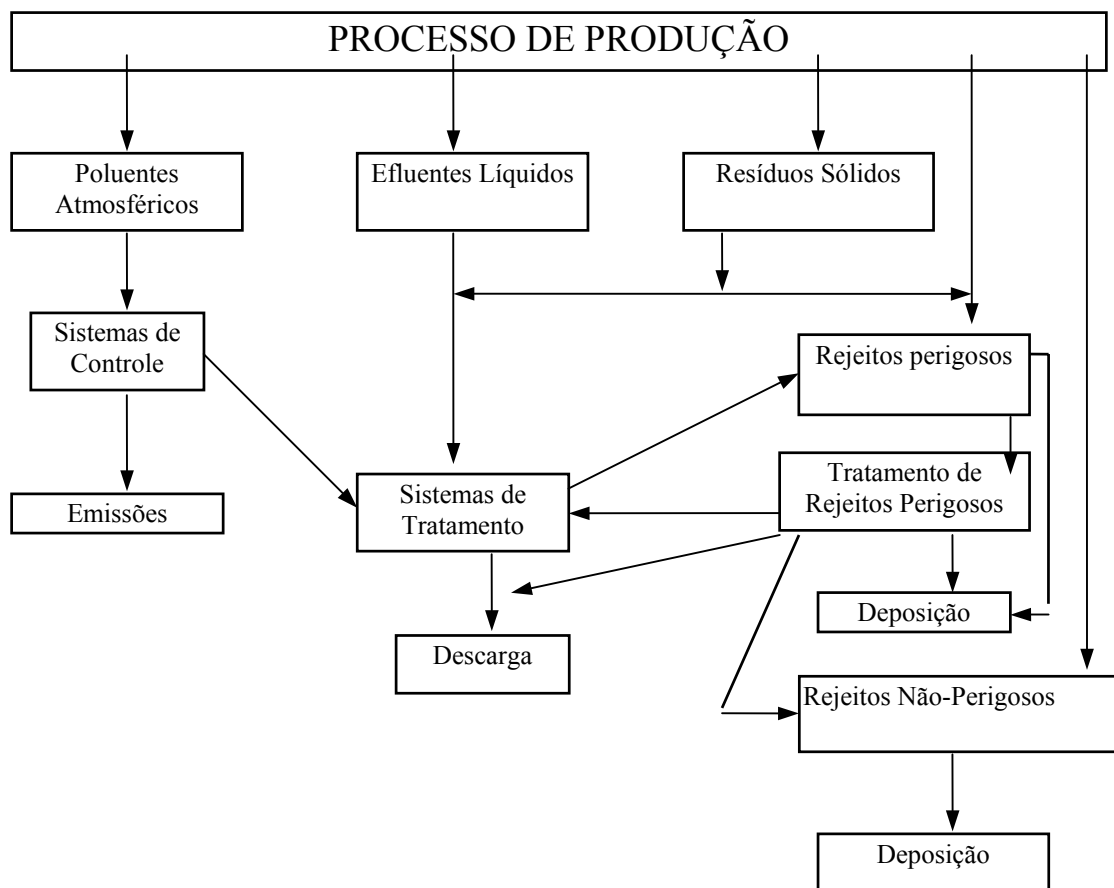 PROCESSO DE PRODUÇÃO
Poluentes
Atmosféricos
Efluentes Líquidos
Resíduos Sólidos
Sistemas de
Controle
Rejeitos perigosos
Emissões
Sistemas de
Tratamento
Tratamento de
Rejeitos Perigosos
Deposição
Descarga
Rejeitos Não-Perigosos
Deposição